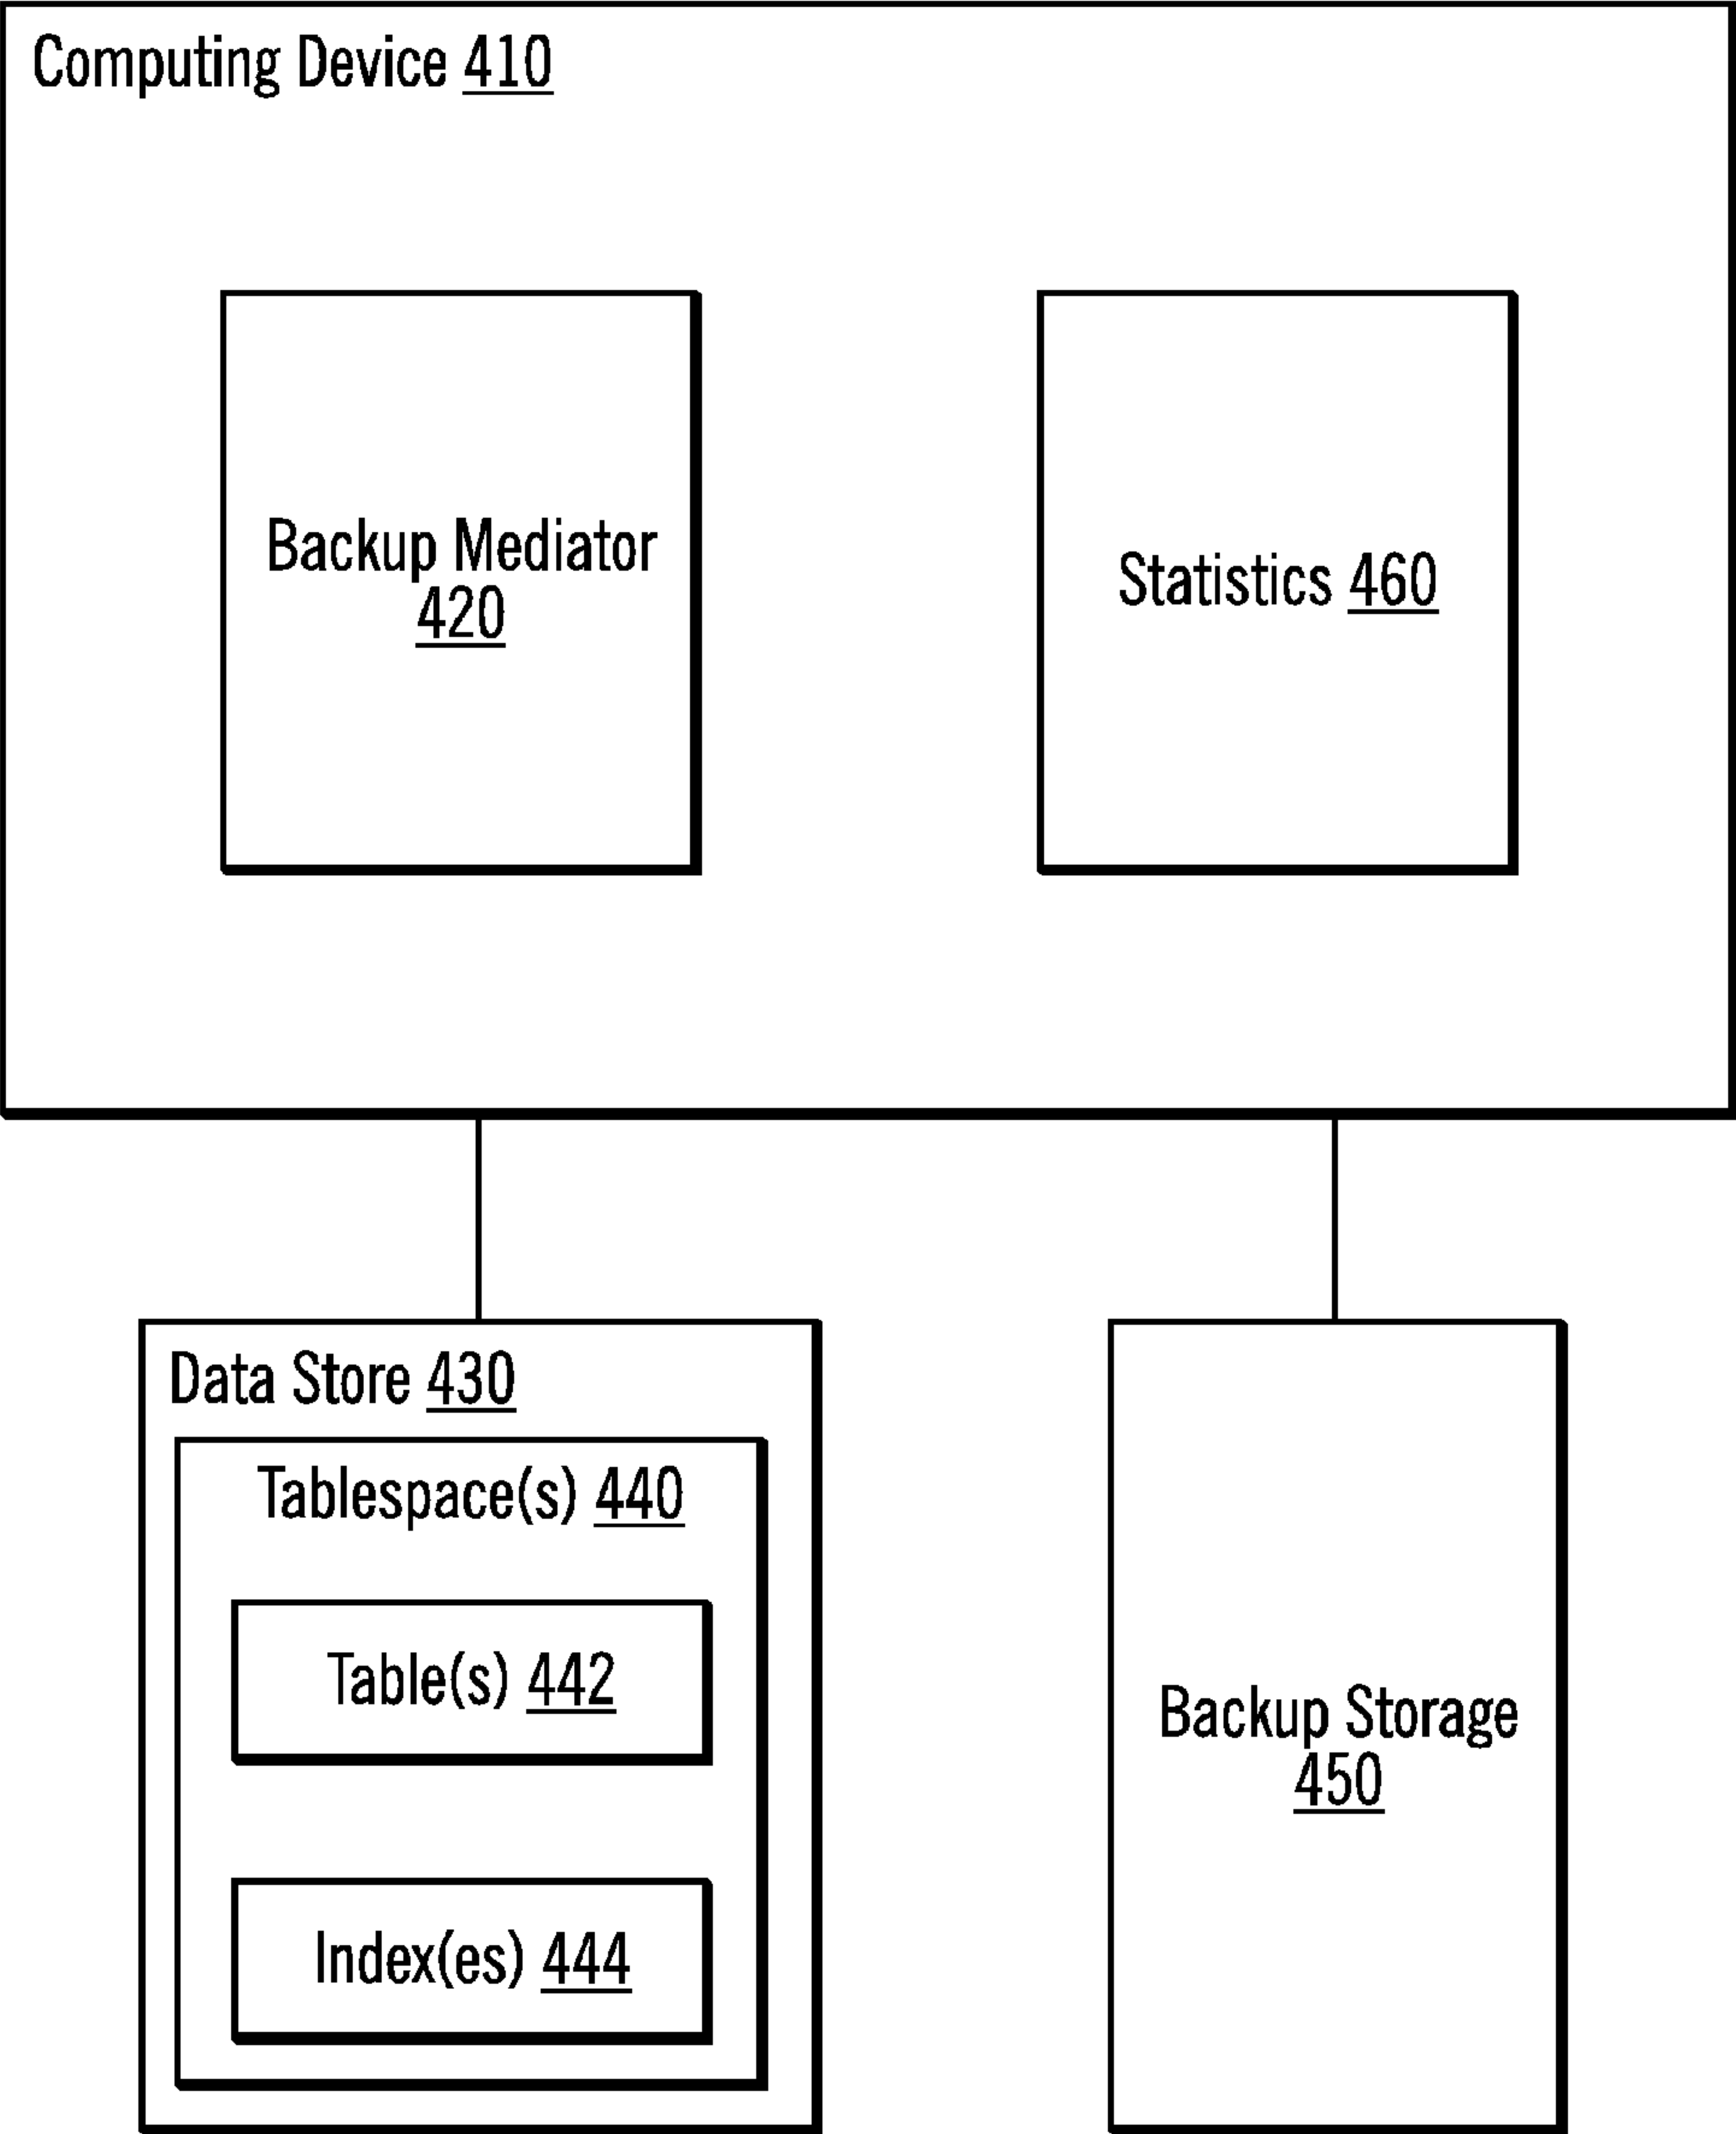 Computing Device 410
Backup Mediator
420
Statistics 460
Data Store 430
Tablespace(s) 440
Table(s) 442
Index(es) 444
Backup Storage
450